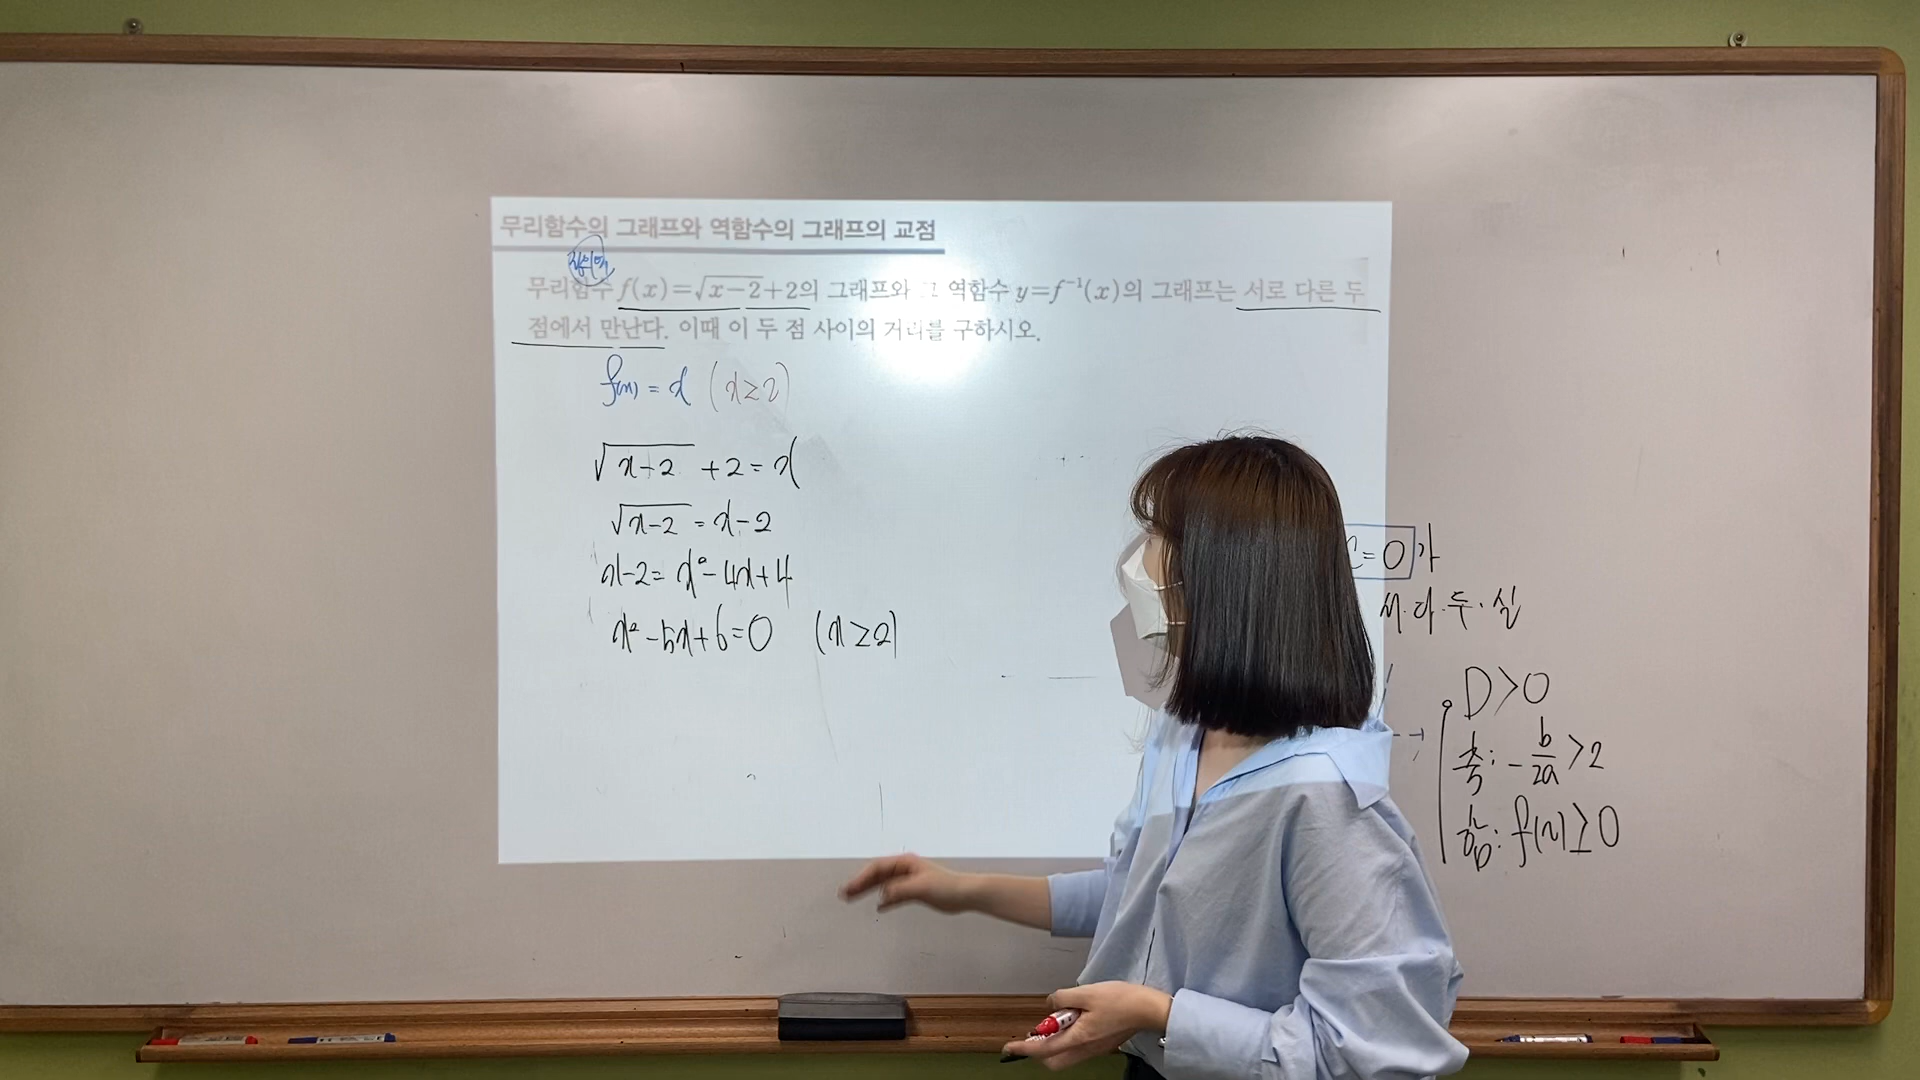 무리함수의 그래프와 역함수의 그래프의 교점
무리함수 f(x)=√(x-2)+2의 그래프와 그 역함수 y=f⁻¹(x)의 그래프는 서로 다른 두
점에서 만난다. 이때 이 두 점 사이의 거리를 구하시오.
f(x) = x (x≥2)
√(x-2) + 2 = x
√(x-2) = x-2
x-2 = x²-4x+4
x²-5x+6=0 (x≥2)
=0 가
서.다.두.실
D>0
축: -b/2a >2
함: f(2)≥0